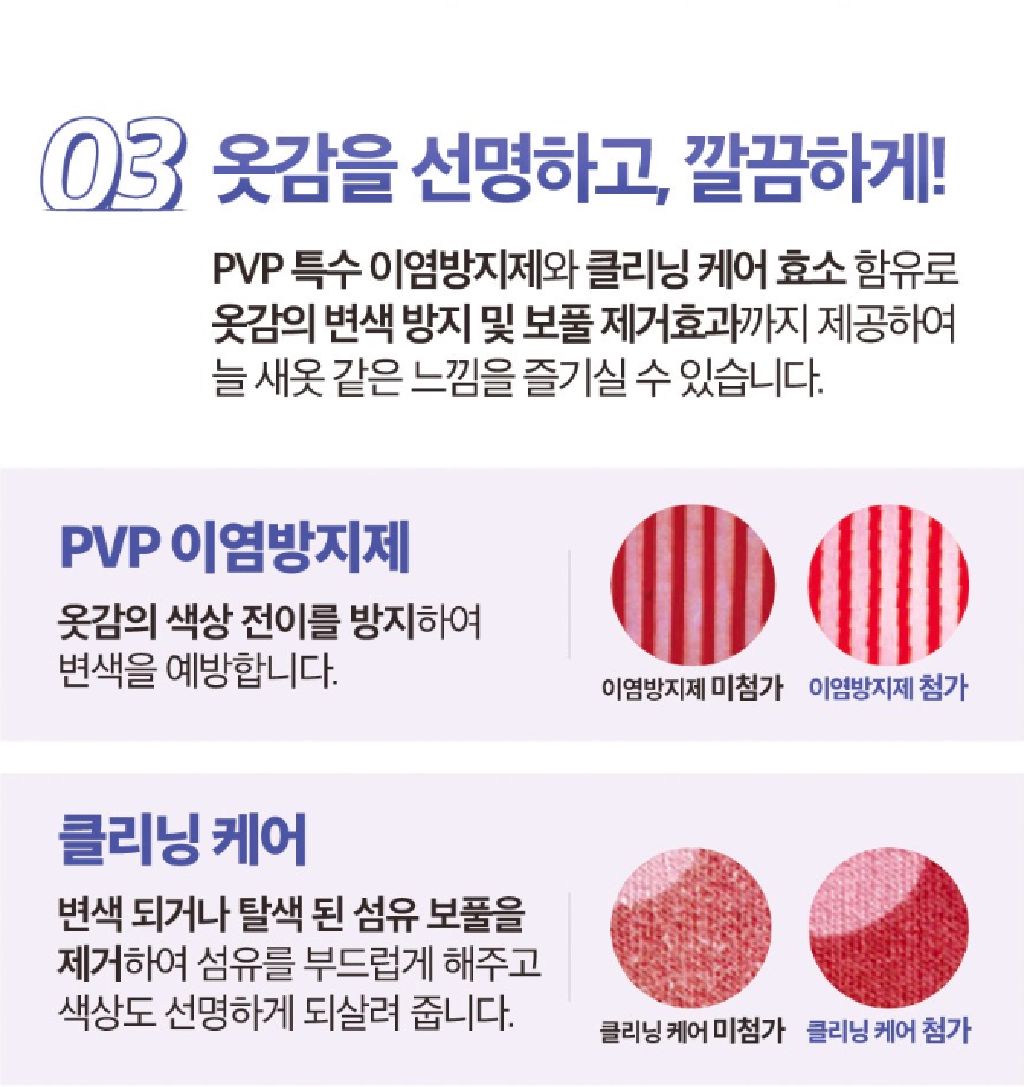 03 옷감을 선명하고, 깔끔하게!
PVP 특수 이염방지제와 클리닝 케어 효소 함유로
옷감의 변색 방지 및 보풀 제거효과까지 제공하여
늘 새옷 같은 느낌을 즐기실 수 있습니다.
PVP 이염방지제
옷감의 색상 전이를 방지하여
변색을 예방합니다.
이염방지제 미첨가
이염방지제 첨가
클리닝 케어
변색 되거나 탈색 된 섬유 보풀을
제거하여 섬유를 부드럽게 해주고
색상도 선명하게 되살려 줍니다.
클리닝 케어 미첨가
클리닝 케어 첨가